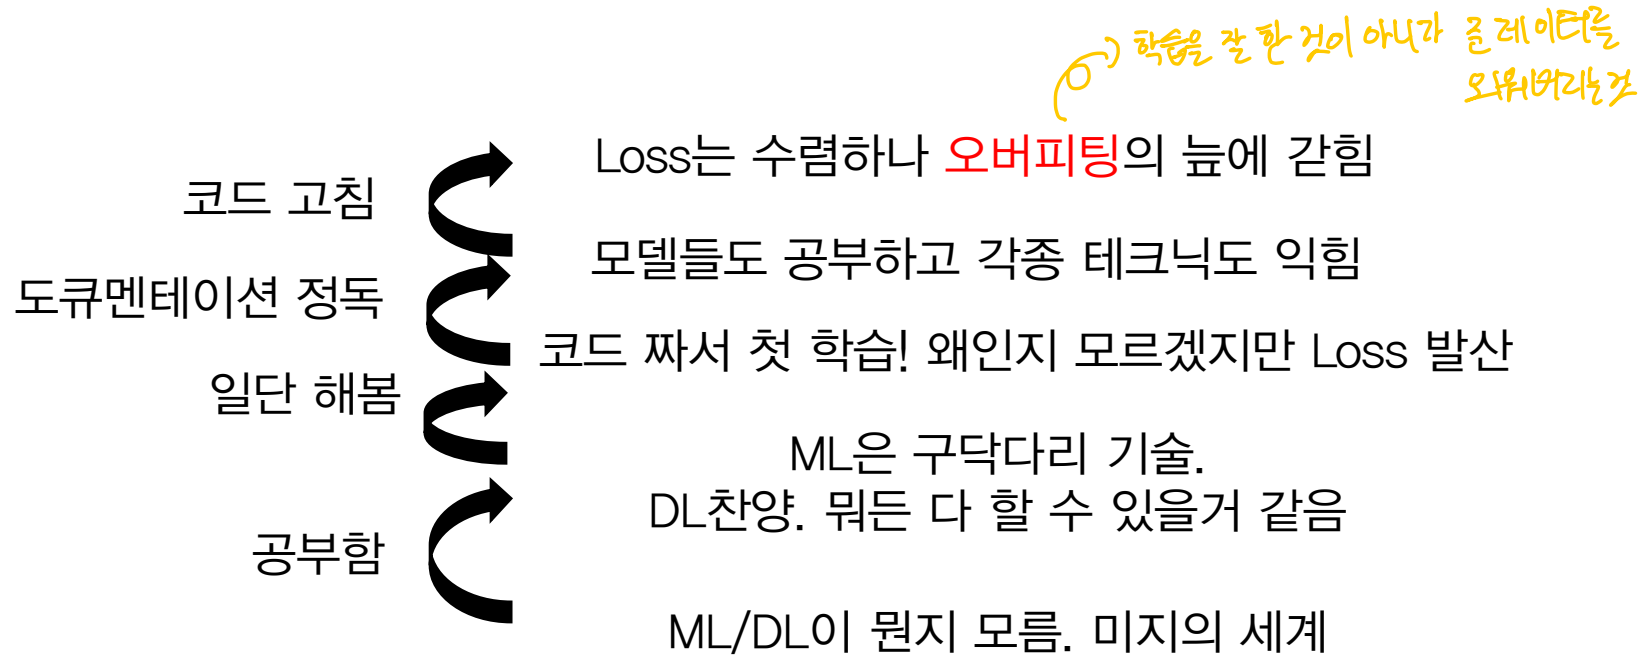 학습을 잘 한 것이 아니라 준 데이터를
외워버리는것
Loss는 수렴하나 오버피팅의 늪에 갇힘
코드 고침
모델들도 공부하고 각종 테크닉도 익힘
도큐멘테이션 정독
코드 짜서 첫 학습! 왜인지 모르겠지만 Loss 발산
일단 해봄
ML은 구닥다리 기술.
DL찬양. 뭐든 다 할 수 있을거 같음
공부함
ML/DL이 뭔지 모름. 미지의 세계